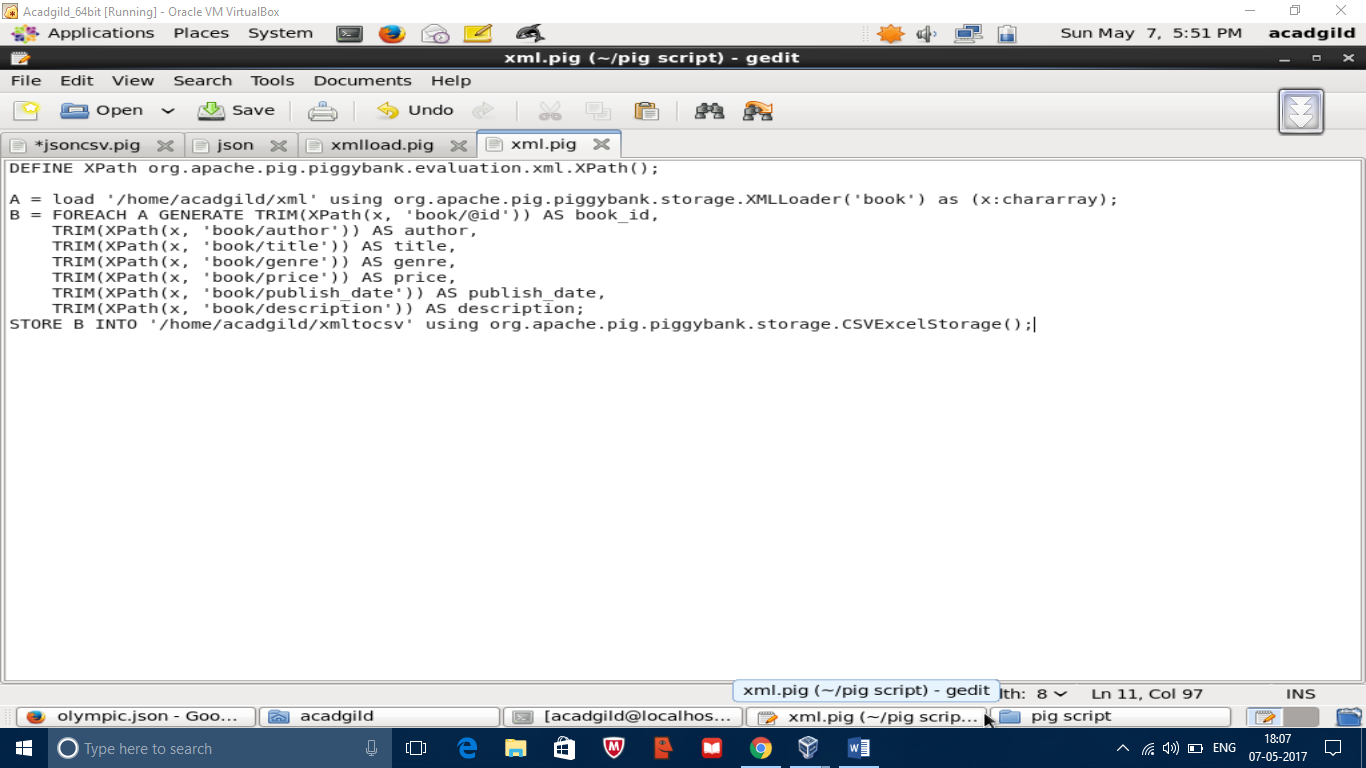 Acadgild_64bit [Running] - Oracle VM VirtualBox
Applications Places System Sun May 7, 5:51 PM acadgild
xml.pig (~/pig script) - gedit
File Edit View Search Tools Documents Help
Open Save Undo
*jsoncsv.pig json xmlload.pig xml.pig
DEFINE XPath org.apache.pig.piggybank.evaluation.xml.XPath();
A = load '/home/acadgild/xml' using org.apache.pig.piggybank.storage.XMLLoader('book') as (x:chararray);
B = FOREACH A GENERATE TRIM(XPath(x, 'book/@id')) AS book_id,
TRIM(XPath(x, 'book/author')) AS author,
TRIM(XPath(x, 'book/title')) AS title,
TRIM(XPath(x, 'book/genre')) AS genre,
TRIM(XPath(x, 'book/price')) AS price,
TRIM(XPath(x, 'book/publish_date')) AS publish_date,
TRIM(XPath(x, 'book/description')) AS description;
STORE B INTO '/home/acadgild/xmltocsv' using org.apache.pig.piggybank.storage.CSVExcelStorage();
xml.pig (~/pig script) - gedit
8 Ln 11, Col 97 INS
olympic.json - Goo... acadgild [acadgild@localhos... xml.pig (~/pig scrip... pig script
Type here to search ENG 18:07
07-05-2017